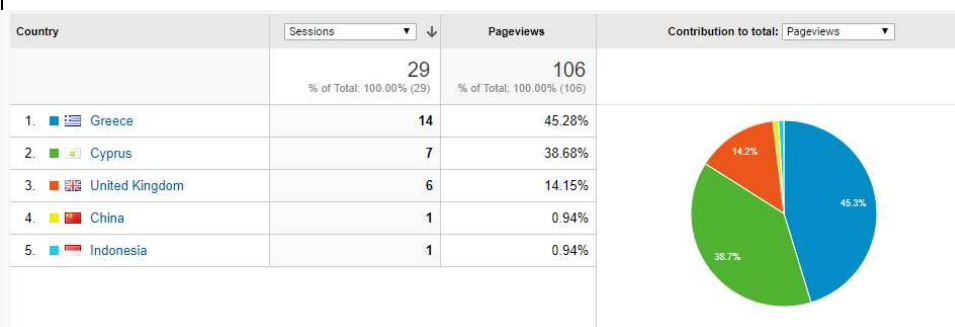 Country Sessions Pageviews Contribution to total: Pageviews
29 106
% of Total: 100.00% (29) % of Total: 100.00% (106)
1. Greece 14 45.28%
2. Cyprus 7 38.68%
3. United Kingdom 6 14.15%
4. China 1 0.94%
5. Indonesia 1 0.94%
14.2%
45.3%
38.7%